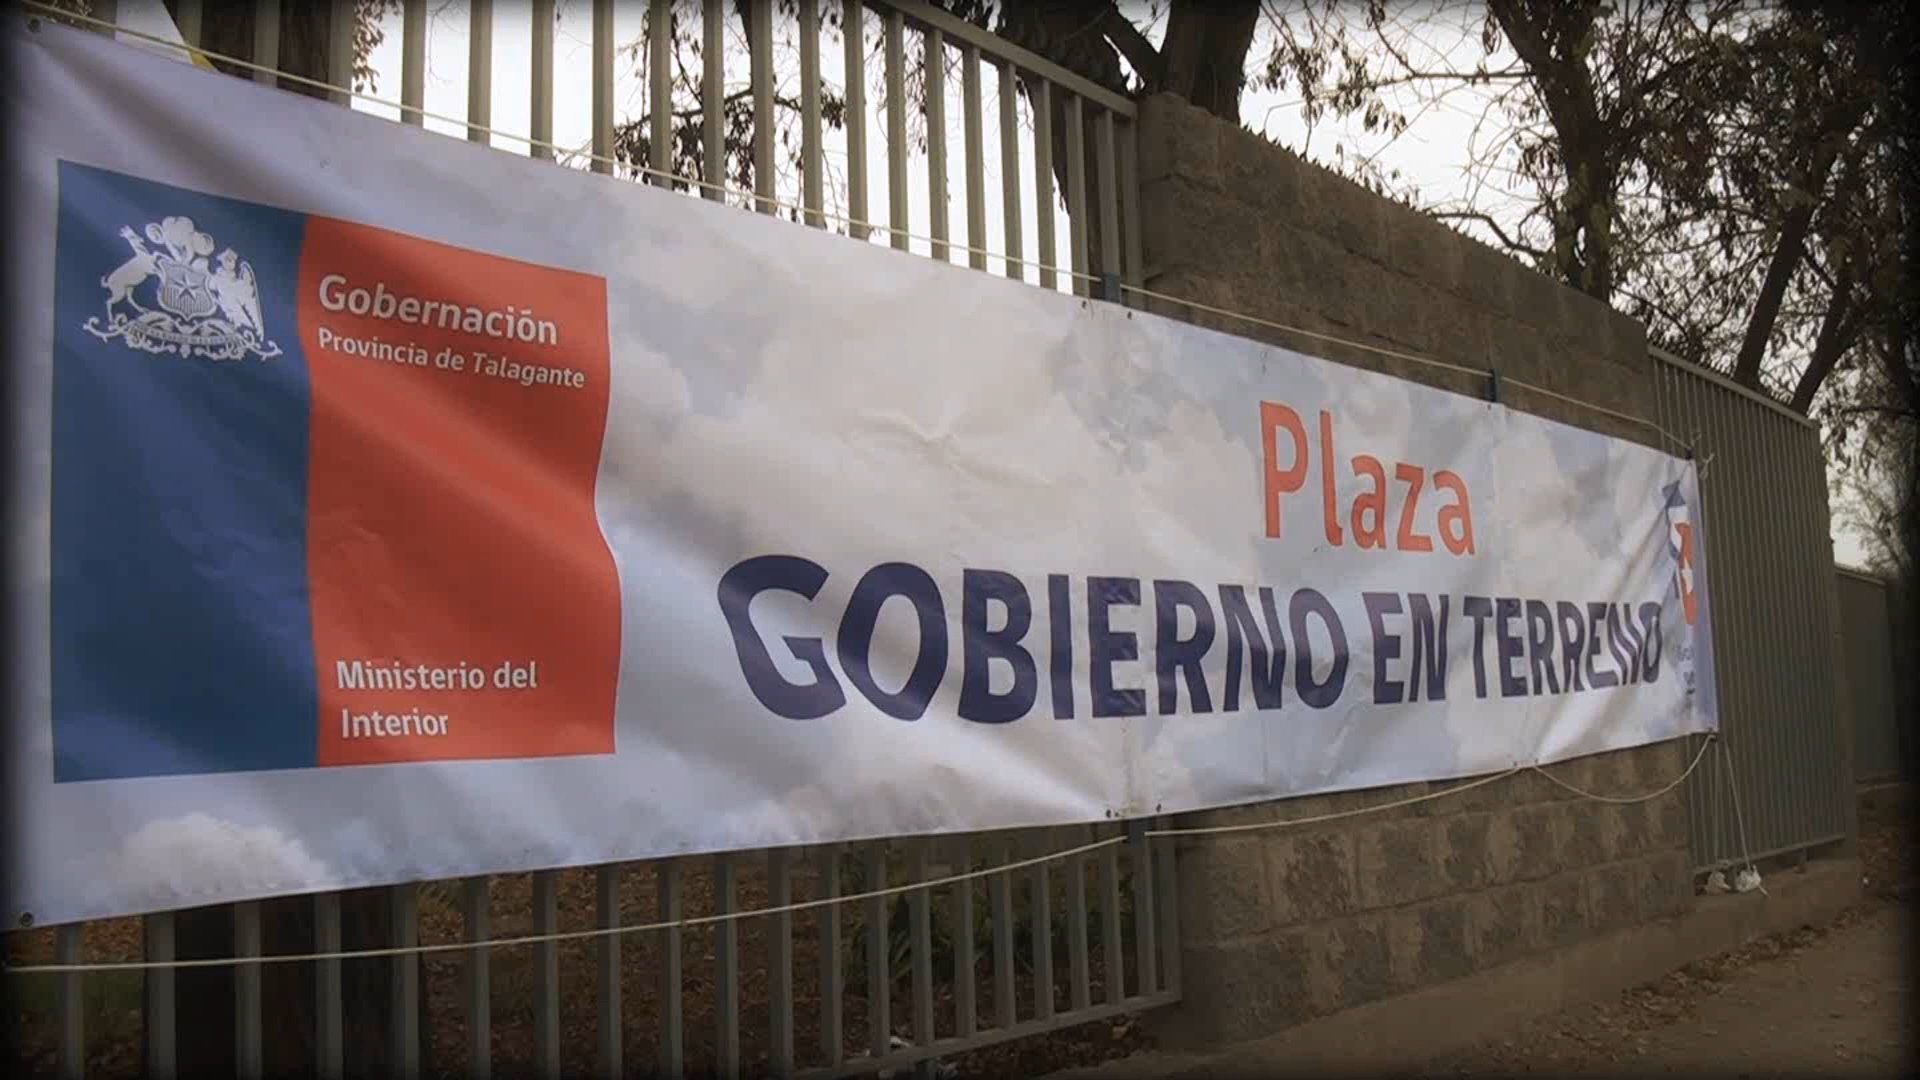 Gobernación
Provincia de Talagante
Ministerio del
Interior
Plaza
GOBIERNO EN TERRENO